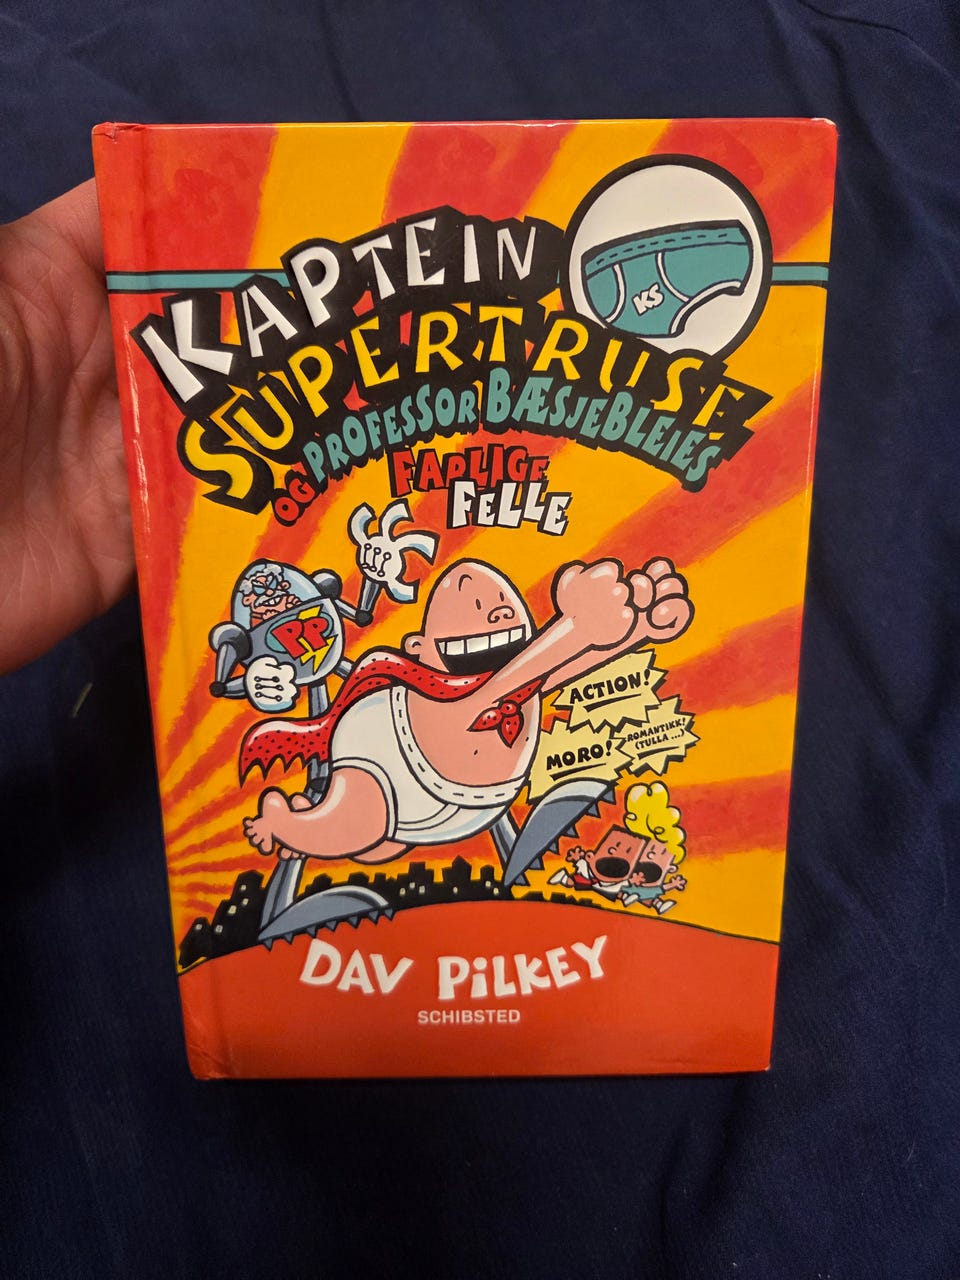 KAPTEIN
SUPERTRUSE
OG PROFESSOR BÆSJEBLEIES
FARLIGE
FELLE
KS
PP
ACTION!
MORO!
ROMANTIKK!
(TULLA ...)
DAV PILKEY
SCHIBSTED